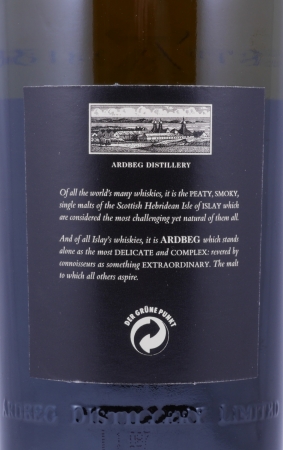 ARDBEG DISTILLERY
Of all the world's many whiskies, it is the PEATY, SMOKY,
single malts of the Scottish Hebridean Isle of ISLAY which
are considered the most challenging yet natural of them all.
And of all Islay's whiskies, it is ARDBEG which stands
alone as the most DELICATE and COMPLEX: revered by
connoisseurs as something EXTRAORDINARY. The malt
to which all others aspire.
DER GRÜNE PUNKT
ARDBEG DISTILLERY LIMITED